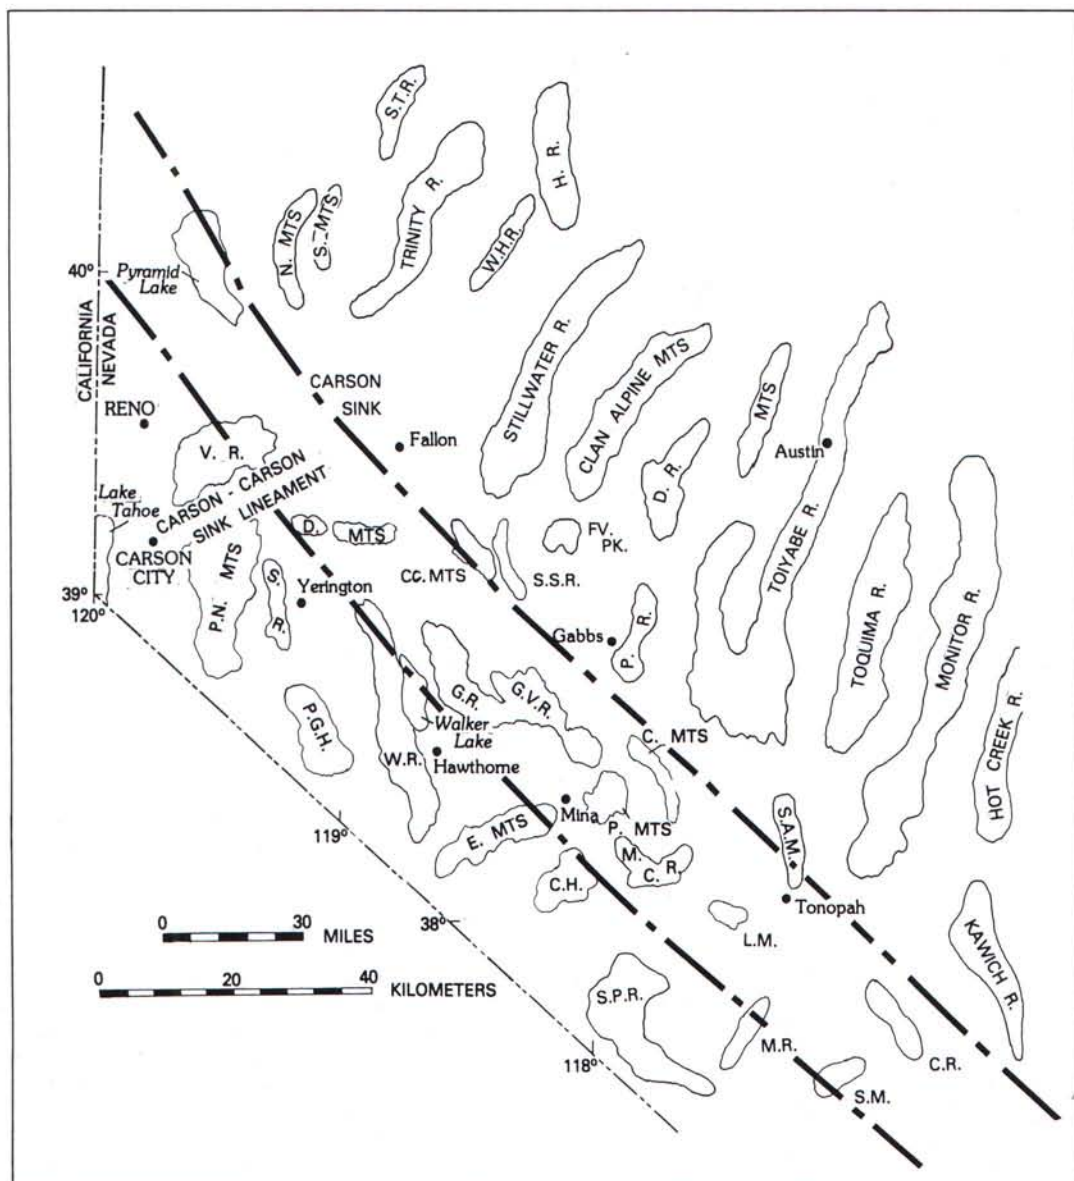 S.T.R.
H. R.
TRINITY R.
N. MTS
S. MTS
W.H.R.
40°
Pyramid
Lake
CALIFORNIA
NEVADA
STILLWATER R.
CLAN ALPINE MTS
MTS
CARSON
SINK
RENO
Fallon
Austin
V. R.
D. R.
TOIYABE R.
Lake
Tahoe
CARSON - CARSON
SINK LINEAMENT
CARSON
CITY
D.
MTS
FV.
PK.
P.N. MTS
S.
R.
Yerington
CC. MTS
S.S.R.
39°
120°
Gabbs
P. R.
TOQUIMA R.
MONITOR R.
HOT CREEK R.
P.G.H.
G.R.
G.V.R.
Walker
Lake
W.R.
Hawthorne
C. MTS
Mina
P. MTS
S.A.M.
119°
E. MTS
M.
C. R.
C.H.
Tonopah
L.M.
38°
KAWICH R.
0 30
MILES
0 20 40
KILOMETERS
S.P.R.
M.R.
C.R.
118°
S.M.